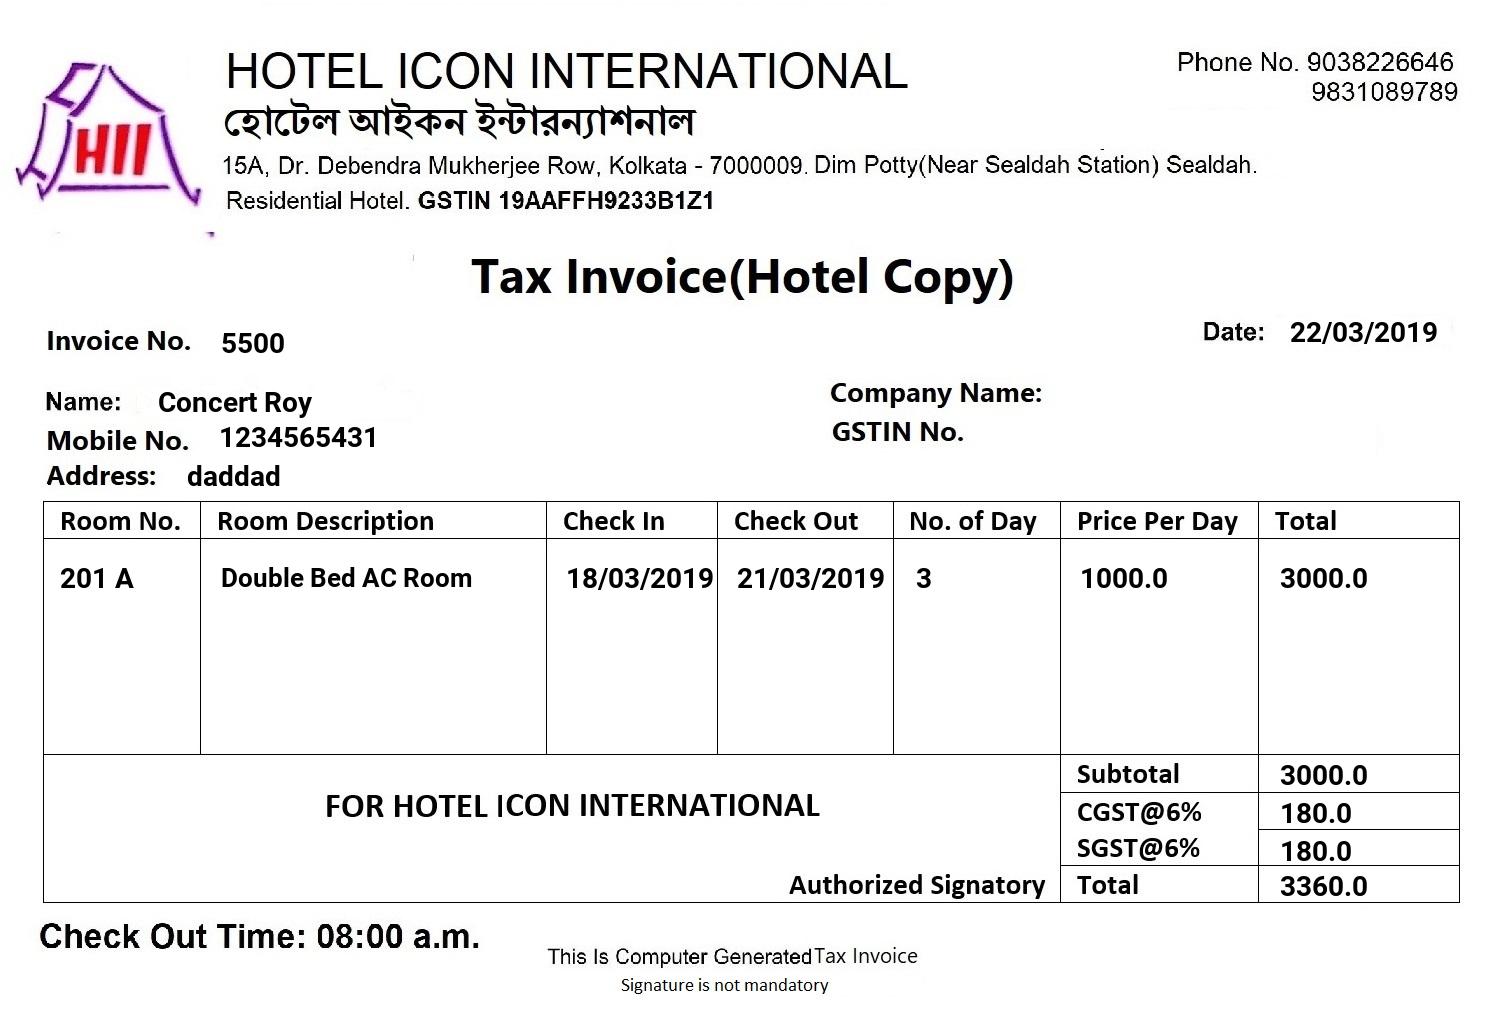 HII
HOTEL ICON INTERNATIONAL
হোটেল আইকন ইন্টারন্যাশনাল
15A, Dr. Debendra Mukherjee Row, Kolkata - 7000009. Dim Potty(Near Sealdah Station) Sealdah.
Residential Hotel. GSTIN 19AAFFH9233B1Z1
Phone No. 9038226646
9831089789
Tax Invoice(Hotel Copy)
Invoice No. 5500
Date: 22/03/2019
Name: Concert Roy
Mobile No. 1234565431
Address: daddad
Company Name:
GSTIN No.
Room No. Room Description Check In Check Out No. of Day Price Per Day Total
201 A Double Bed AC Room 18/03/2019 21/03/2019 3 1000.0 3000.0
Subtotal 3000.0
FOR HOTEL ICON INTERNATIONAL
CGST@6% 180.0
SGST@6% 180.0
Authorized Signatory
Total 3360.0
Check Out Time: 08:00 a.m.
This Is Computer Generated Tax Invoice
Signature is not mandatory